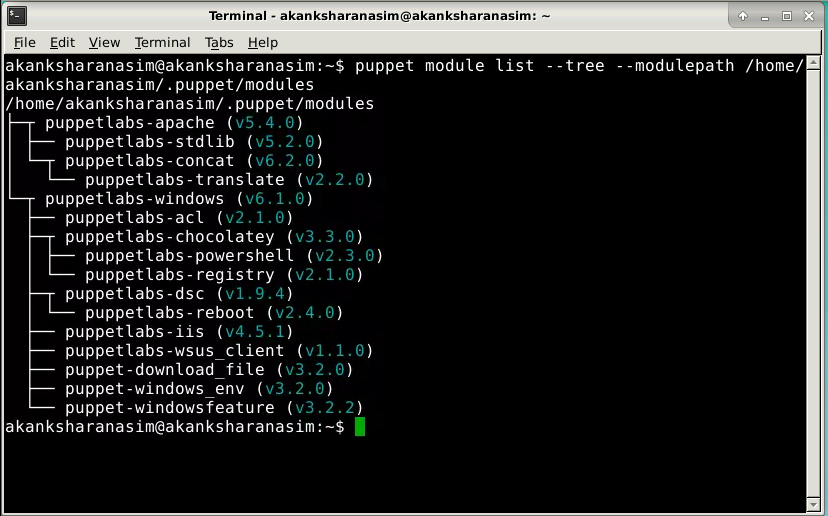 Terminal - akanksharanasim@akanksharanasim: ~
File Edit View Terminal Tabs Help
akanksharanasim@akanksharanasim:~$ puppet module list --tree --modulepath /home/
akanksharanasim/.puppet/modules
/home/akanksharanasim/.puppet/modules
├─┬ puppetlabs-apache (v5.4.0)
│ ├── puppetlabs-stdlib (v5.2.0)
│ └─┬ puppetlabs-concat (v6.2.0)
│   └── puppetlabs-translate (v2.2.0)
└─┬ puppetlabs-windows (v6.1.0)
  ├── puppetlabs-acl (v2.1.0)
  ├─┬ puppetlabs-chocolatey (v3.3.0)
  │ ├── puppetlabs-powershell (v2.3.0)
  │ └── puppetlabs-registry (v2.1.0)
  ├─┬ puppetlabs-dsc (v1.9.4)
  │ └── puppetlabs-reboot (v2.4.0)
  ├── puppetlabs-iis (v4.5.1)
  ├── puppetlabs-wsus_client (v1.1.0)
  ├── puppet-download_file (v3.2.0)
  ├── puppet-windows_env (v3.2.0)
  └── puppet-windowsfeature (v3.2.2)
akanksharanasim@akanksharanasim:~$